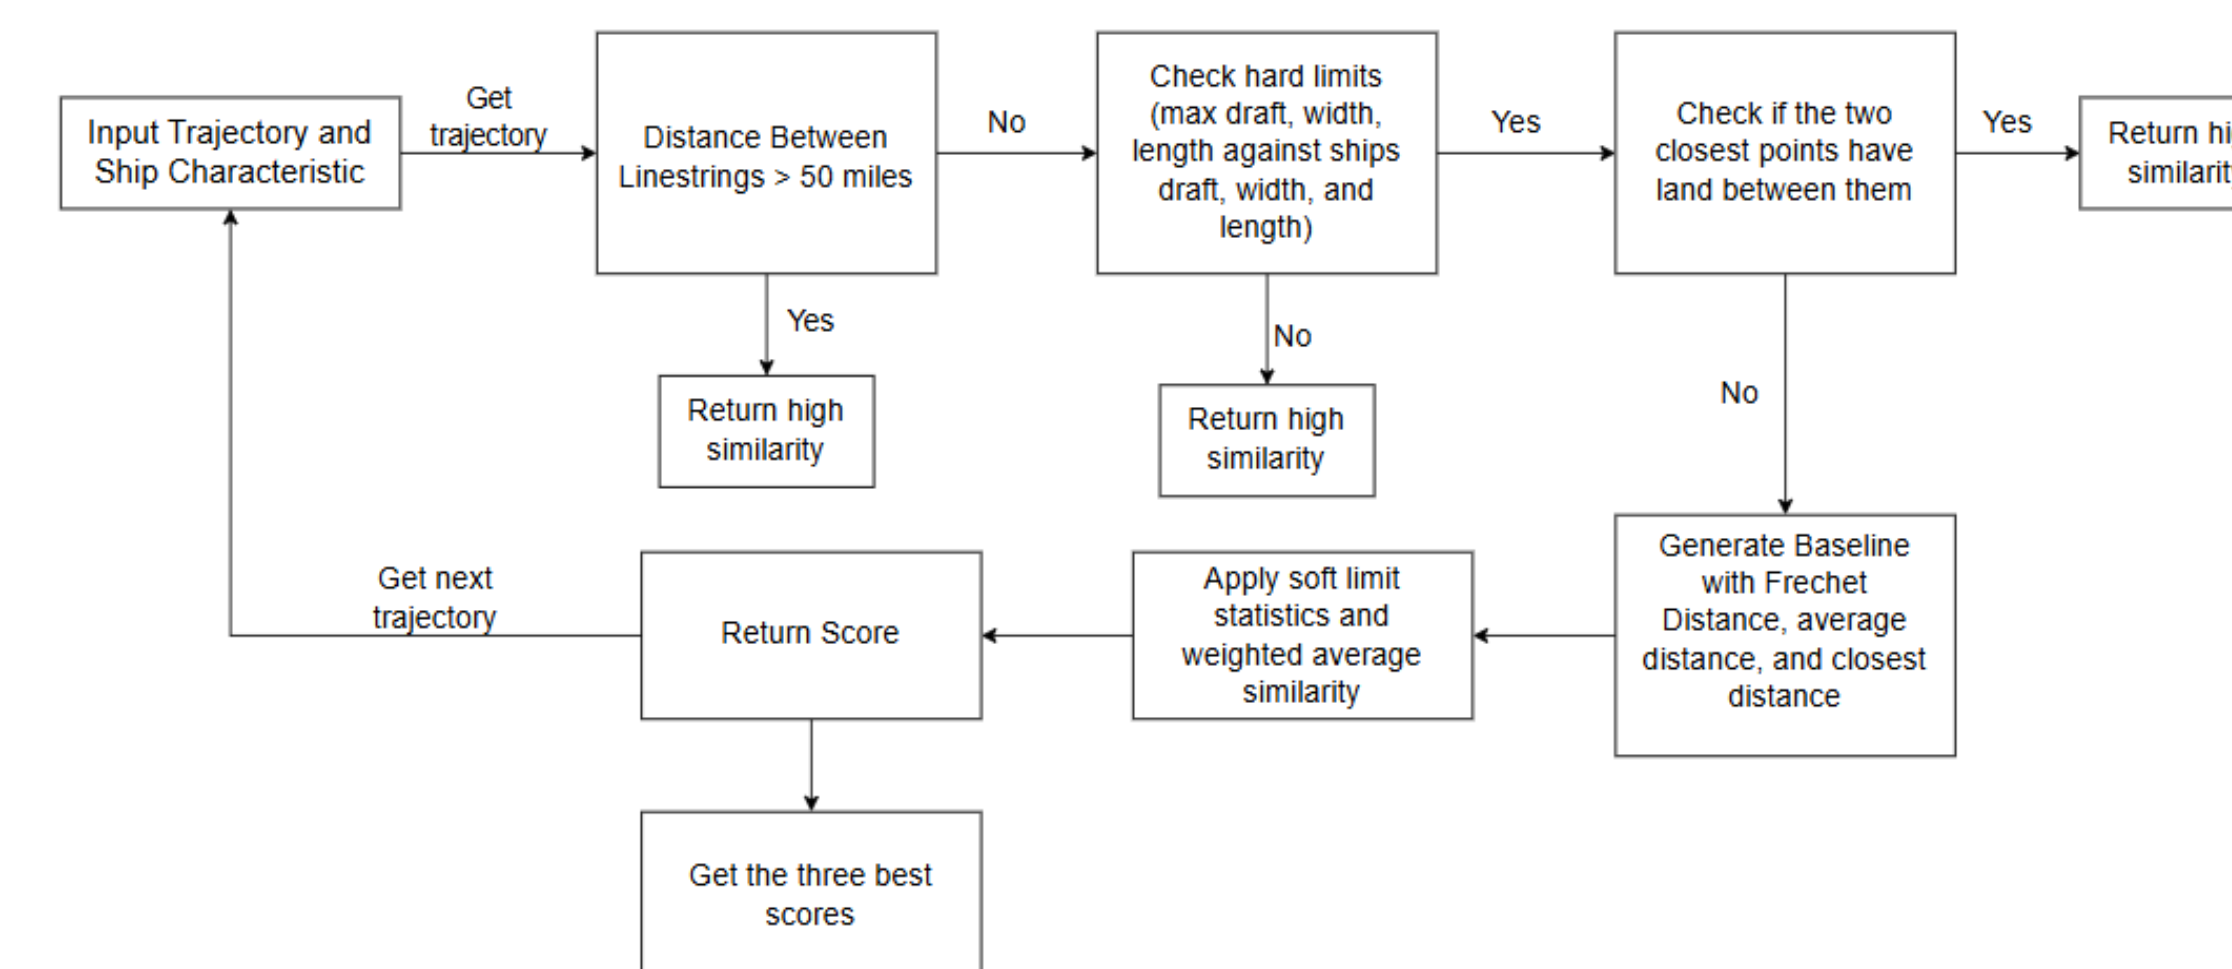 Input Trajectory and
Ship Characteristic
Get
trajectory
Distance Between
Linestrings > 50 miles
No
Check hard limits
(max draft, width,
length against ships
draft, width, and
length)
Yes
Check if the two
closest points have
land between them
Yes
Return
Yes
Return high
similarity
No
Return high
similarity
No
Generate Baseline
with Frechet
Distance, average
distance, and closest
distance
Apply soft limit
statistics and
weighted average
similarity
Return Score
Get next
trajectory
Get the three best
scores